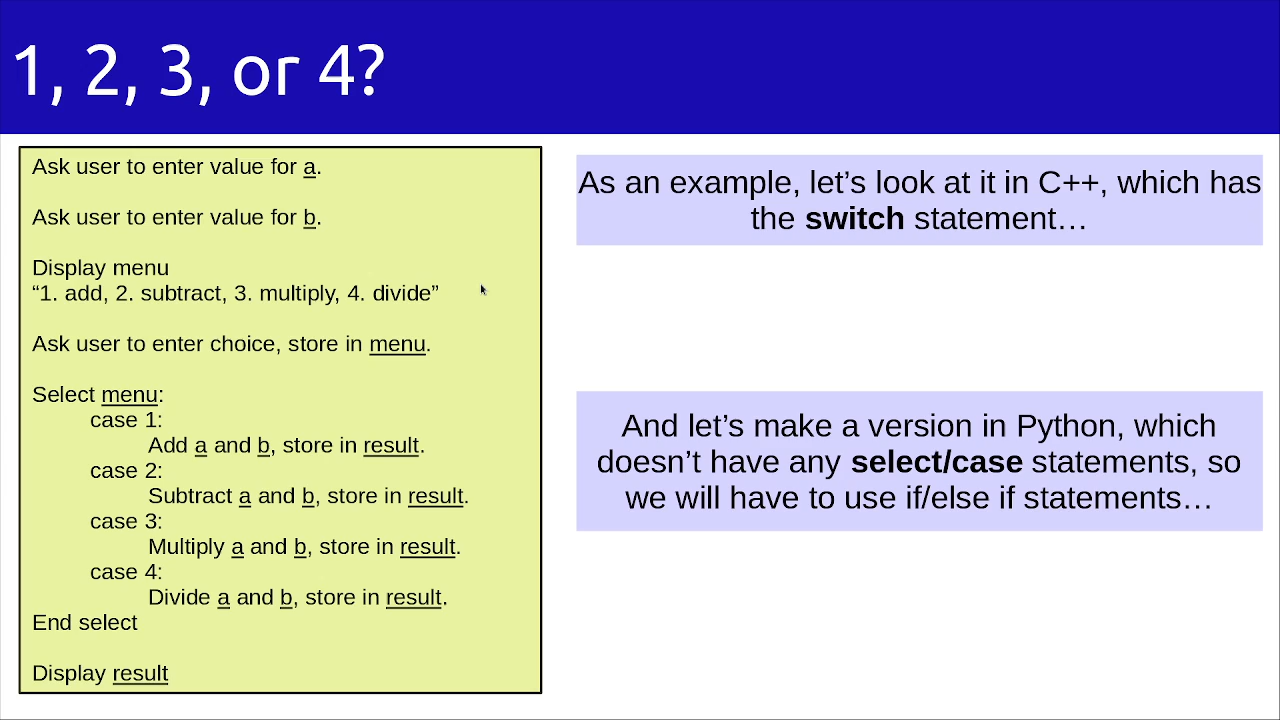 1, 2, 3, or 4?
Ask user to enter value for a.
Ask user to enter value for b.
Display menu
“1. add, 2. subtract, 3. multiply, 4. divide”
Ask user to enter choice, store in menu.
Select menu:
case 1:
Add a and b, store in result.
case 2:
Subtract a and b, store in result.
case 3:
Multiply a and b, store in result.
case 4:
Divide a and b, store in result.
End select
Display result
As an example, let’s look at it in C++, which has
the switch statement…
And let’s make a version in Python, which
doesn’t have any select/case statements, so
we will have to use if/else if statements…